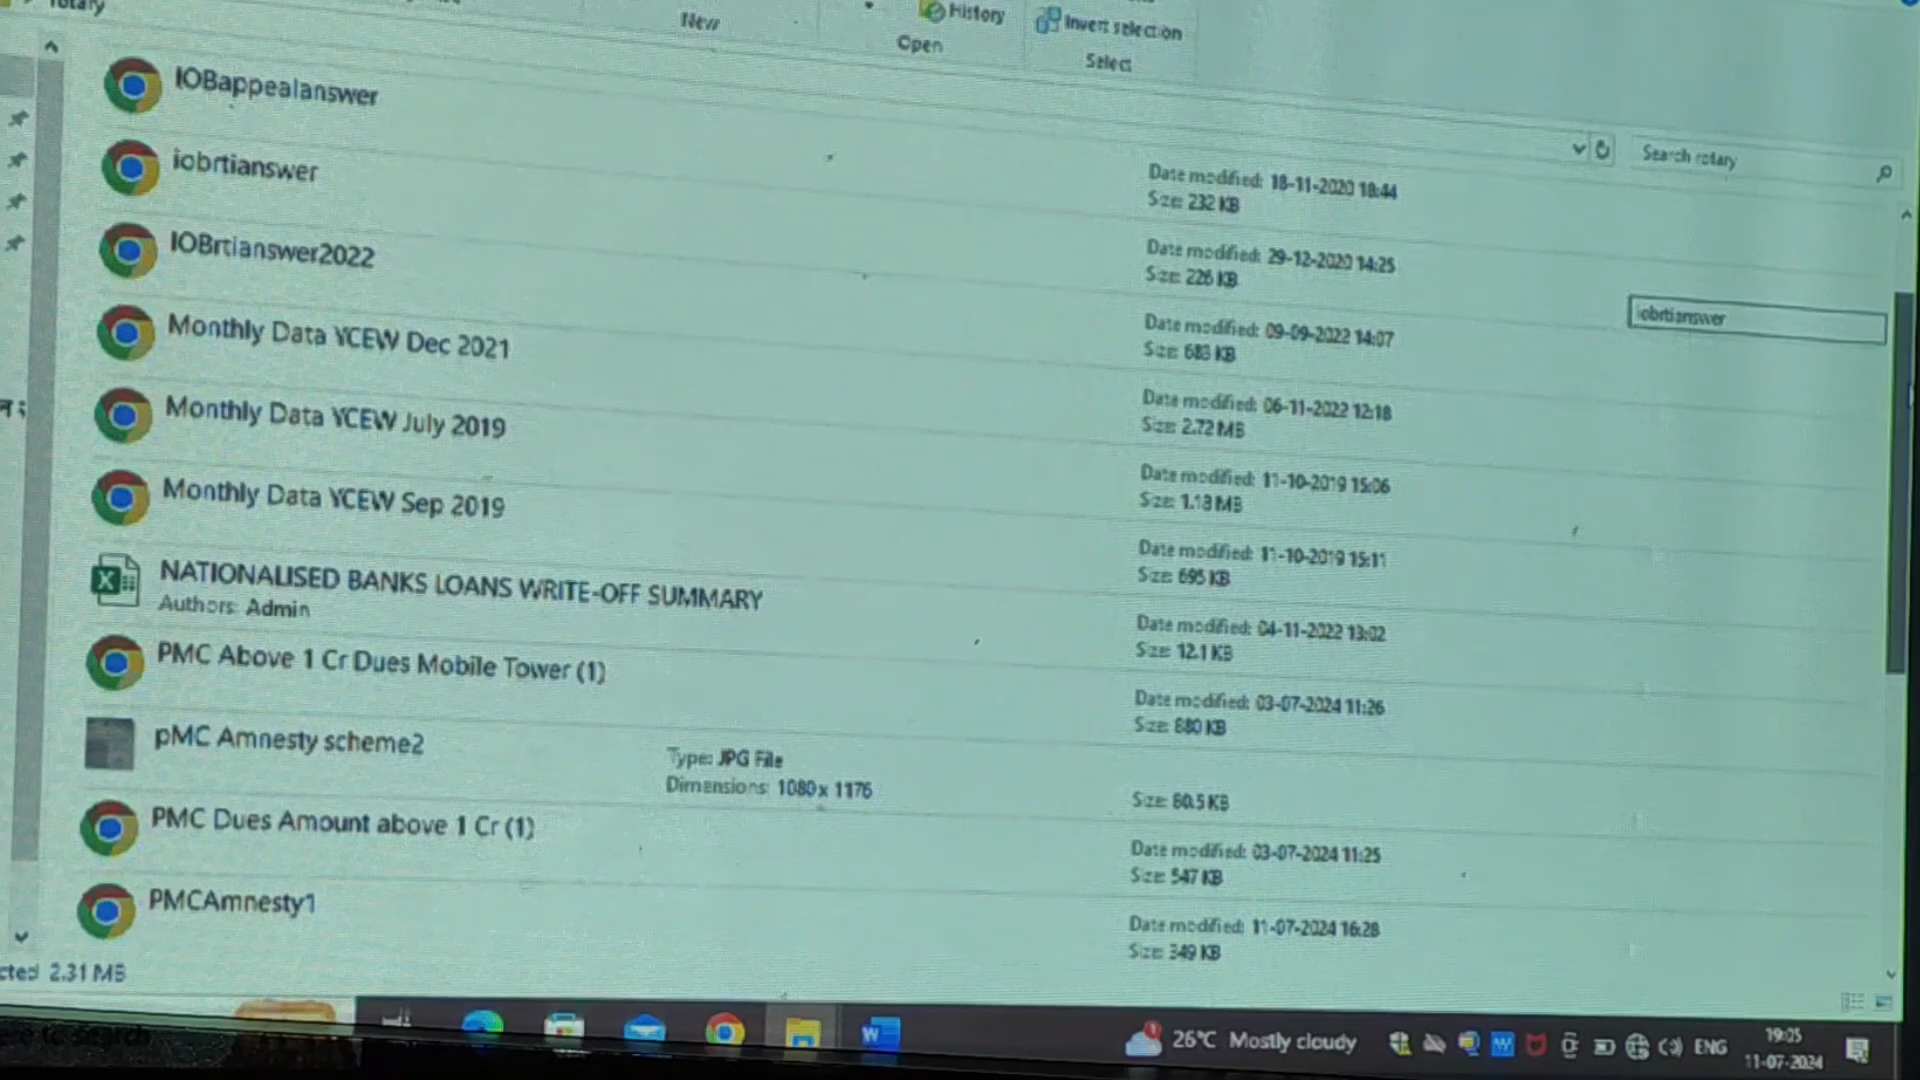 rotary
New
History
Open
Invert selection
Select
Search rotary
IOBappealanswer
Date modified: 18-11-2020 18:44
Size: 232 KB
iobrtianswer
Date modified: 29-12-2020 14:25
Size: 226 KB
IOBrtianswer2022
Date modified: 09-09-2022 14:07
Size: 683 KB
iobrtianswer
Monthly Data YCEW Dec 2021
Date modified: 06-11-2022 12:18
Size: 2.72 MB
Monthly Data YCEW July 2019
Date modified: 11-10-2019 15:06
Size: 1.18 MB
Monthly Data YCEW Sep 2019
Date modified: 11-10-2019 15:11
Size: 695 KB
NATIONALISED BANKS LOANS WRITE-OFF SUMMARY
Authors: Admin
Date modified: 04-11-2022 13:02
Size: 12.1 KB
PMC Above 1 Cr Dues Mobile Tower (1)
Date modified: 03-07-2024 11:26
Size: 880 KB
pMC Amnesty scheme2
Type: JPG File
Dimensions: 1080 x 1176
Size: 80.5 KB
PMC Dues Amount above 1 Cr (1)
Date modified: 03-07-2024 11:25
Size: 547 KB
PMCAmnesty1
Date modified: 11-07-2024 16:28
Size: 349 KB
cted 2.31 MB
to search
26°C Mostly cloudy
ENG
19:05
11-07-2024